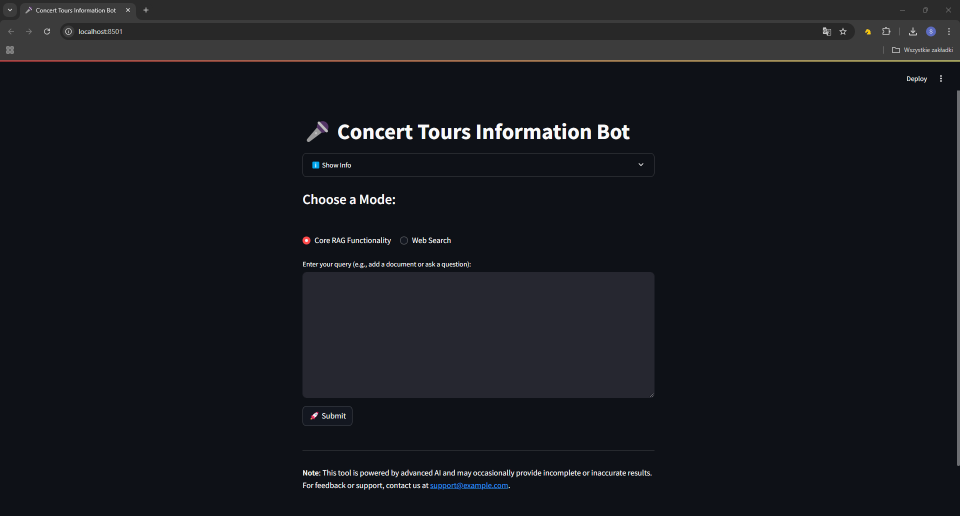 Concert Tours Information Bot
localhost:8501
Wszystkie zakładki
Deploy
Concert Tours Information Bot
Show Info
Choose a Mode:
Core RAG Functionality Web Search
Enter your query (e.g., add a document or ask a question):
Submit
Note: This tool is powered by advanced AI and may occasionally provide incomplete or inaccurate results.
For feedback or support, contact us at support@example.com.